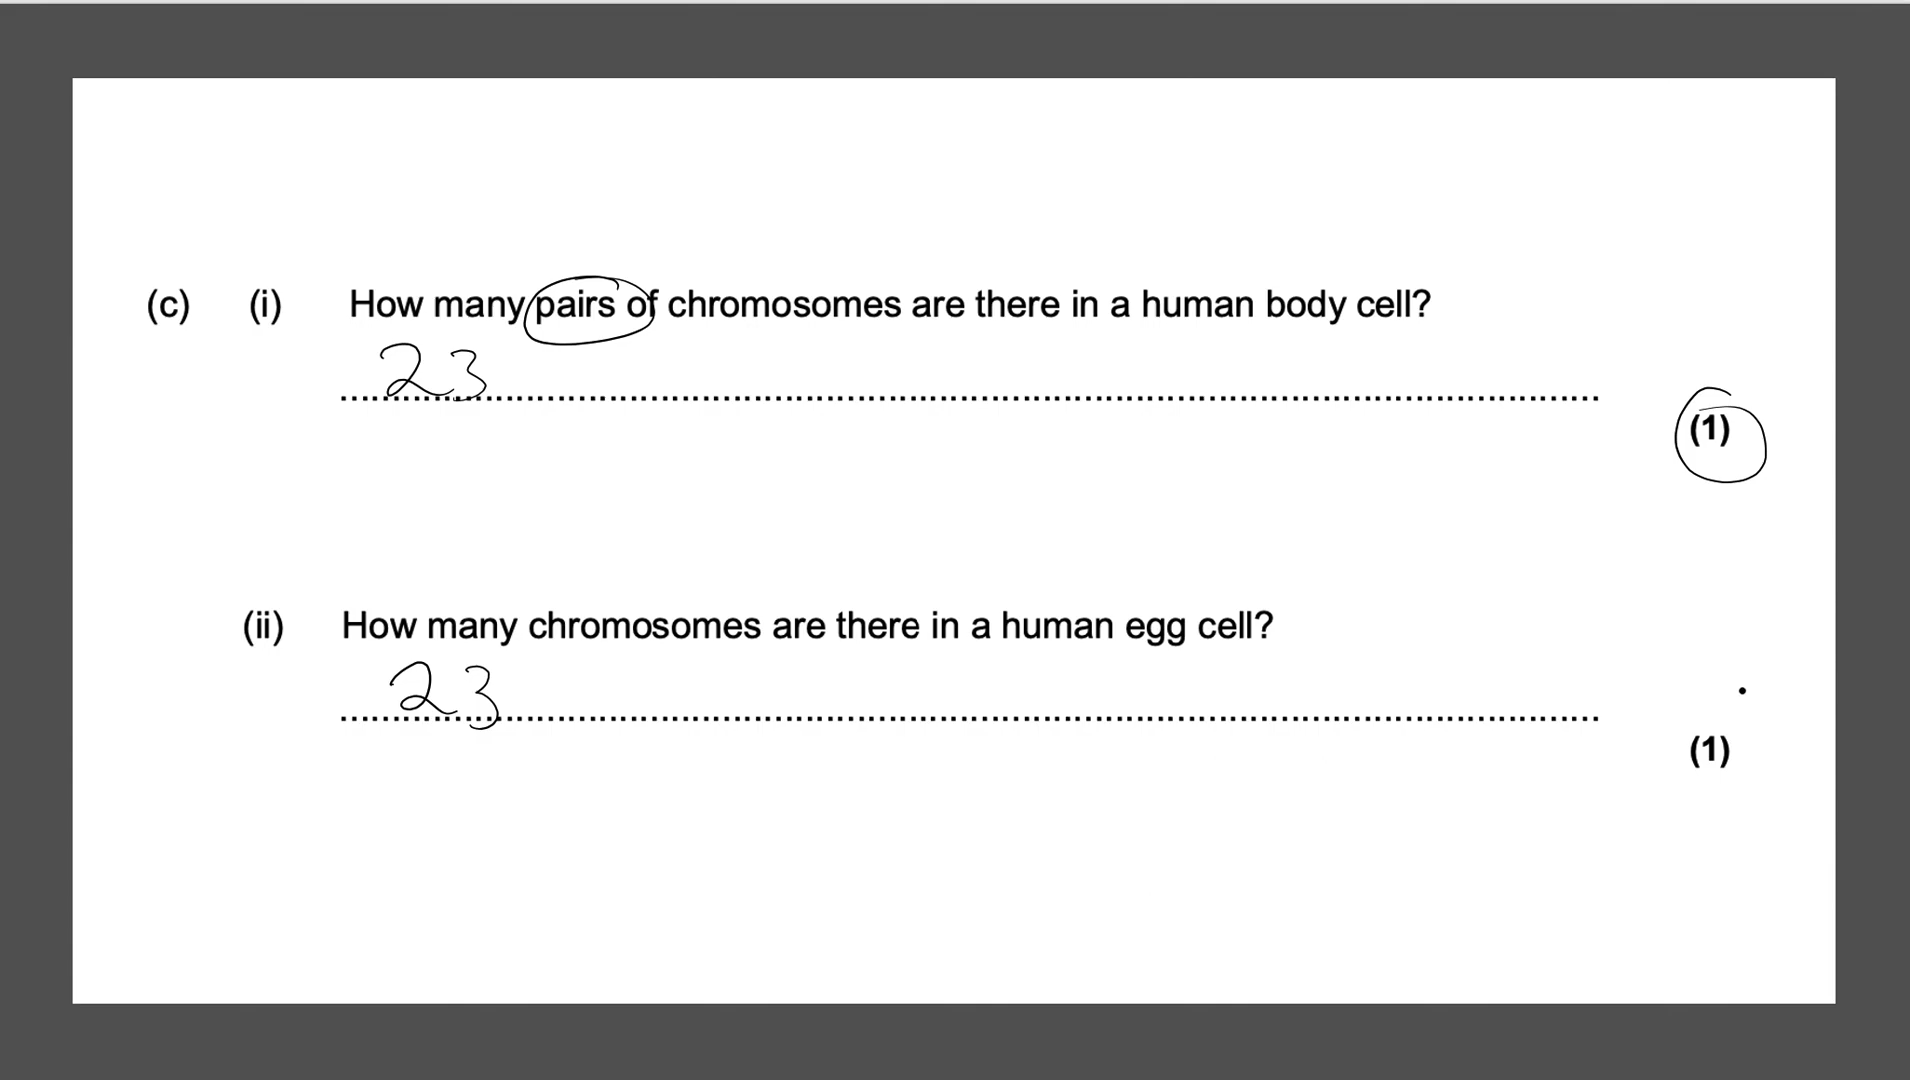 (c) (i) How many pairs of chromosomes are there in a human body cell?
23
(1)
(ii) How many chromosomes are there in a human egg cell?
23
(1)